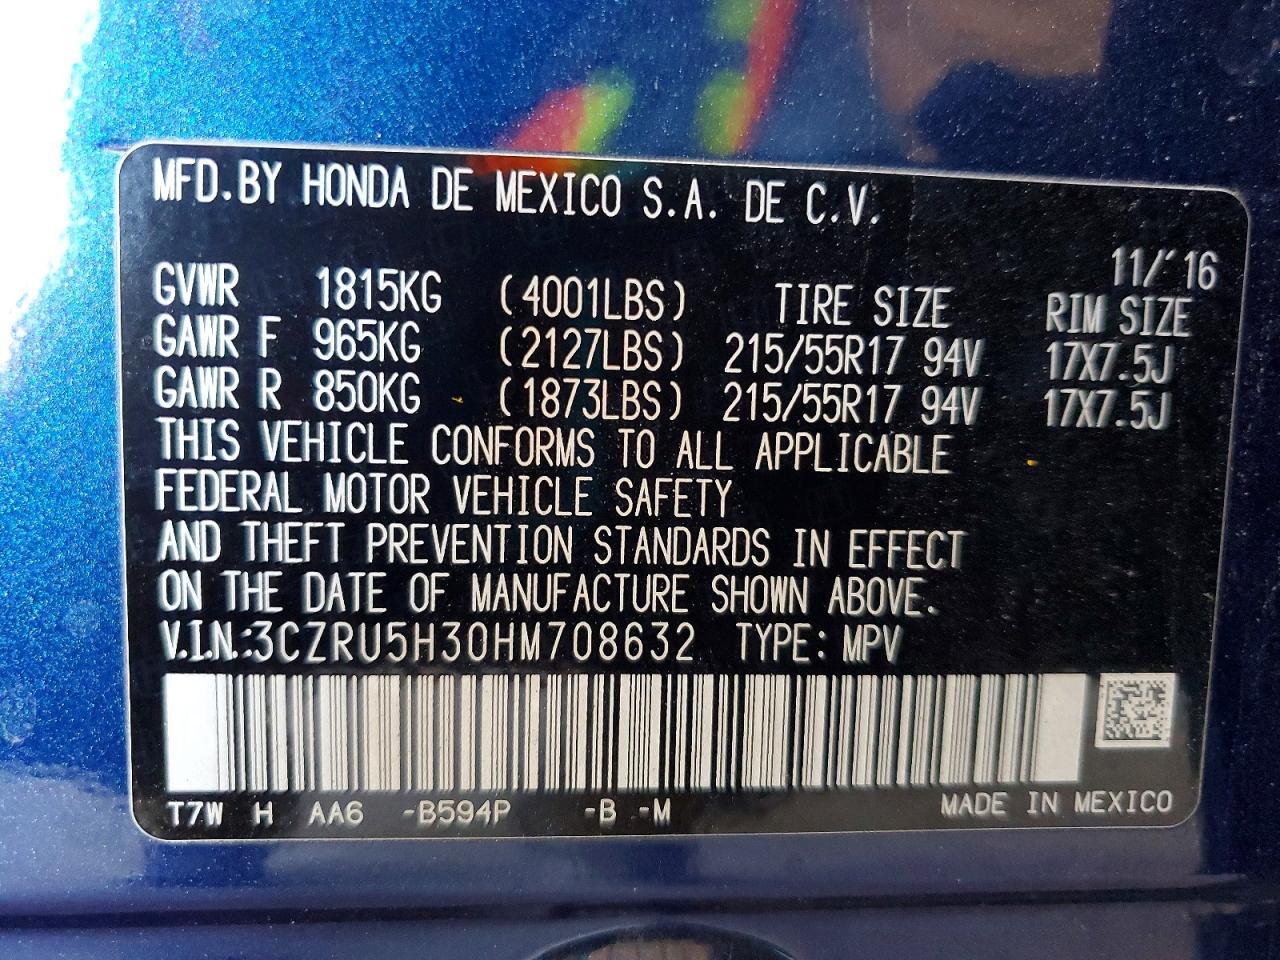 MFD.BY HONDA DE MEXICO S.A. DE C.V.
11/'16
GVWR 1815KG (4001LBS) TIRE SIZE RIM SIZE
GAWR F 965KG (2127LBS) 215/55R17 94V 17X7.5J
GAWR R 850KG (1873LBS) 215/55R17 94V 17X7.5J
THIS VEHICLE CONFORMS TO ALL APPLICABLE
FEDERAL MOTOR VEHICLE SAFETY
AND THEFT PREVENTION STANDARDS IN EFFECT
ON THE DATE OF MANUFACTURE SHOWN ABOVE.
V.I.N.:3CZRU5H30HM708632 TYPE: MPV
T7W H AA6 -B594P -B -M MADE IN MEXICO